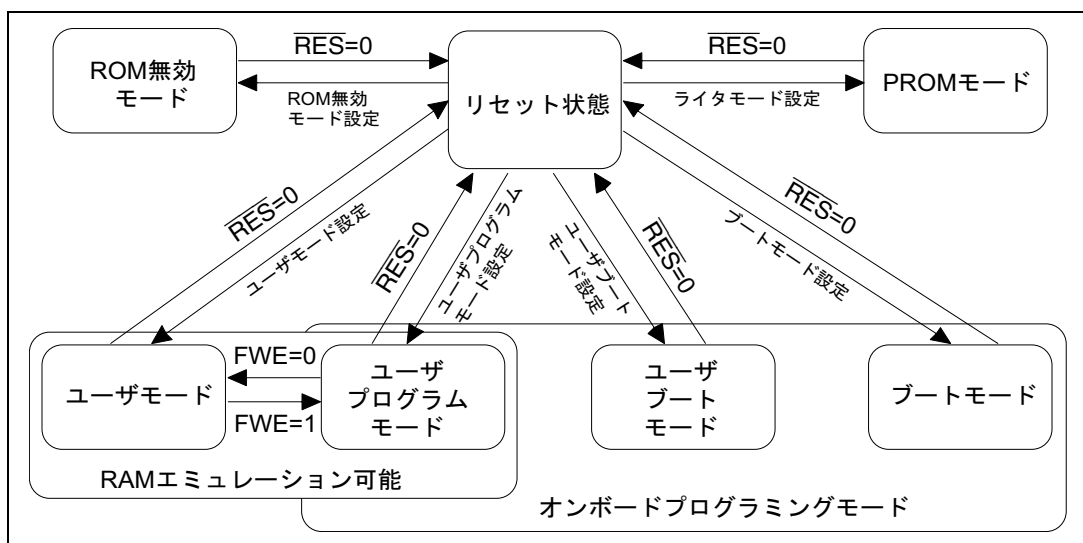 ROM無効
モード
RES=0
ROM無効
モード設定
リセット状態
RES=0
ライタモード設定
PROMモード
RES=0
ユーザモード設定
RES=0
ユーザプログラム
モード設定
ユーザブート
モード設定
RES=0
ブートモード設定
RES=0
ユーザモード
FWE=0
FWE=1
ユーザ
プログラム
モード
ユーザ
ブート
モード
ブートモード
RAMエミュレーション可能
オンボードプログラミングモード